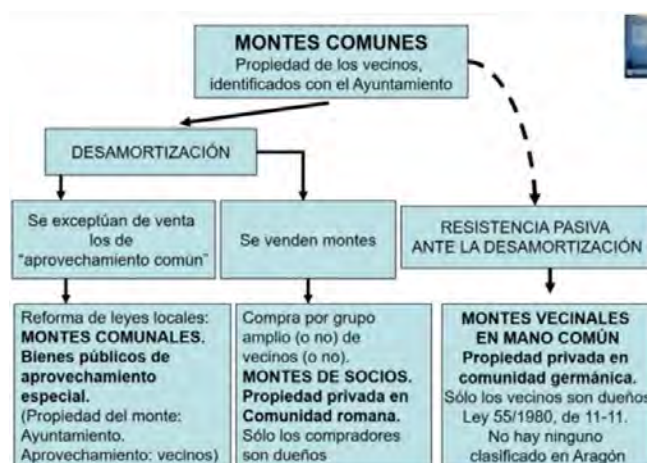 MONTES COMUNES
Propiedad de los vecinos,
identificados con el Ayuntamiento
DESAMORTIZACIÓN
Se exceptúan de venta
los de
“aprovechamiento común”
Se venden montes
RESISTENCIA PASIVA
ANTE LA DESAMORTIZACIÓN
Reforma de leyes locales:
MONTES COMUNALES.
Bienes públicos de
aprovechamiento
especial.
(Propiedad del monte:
Ayuntamiento.
Aprovechamiento: vecinos)
Compra por grupo
amplio (o no) de
vecinos (o no).
MONTES DE SOCIOS.
Propiedad privada en
Comunidad romana.
Sólo los compradores
son dueños
MONTES VECINALES
EN MANO COMÚN
Propiedad privada en
comunidad germánica.
Sólo los vecinos son dueños
Ley 55/1980, de 11-11.
No hay ninguno
clasificado en Aragón